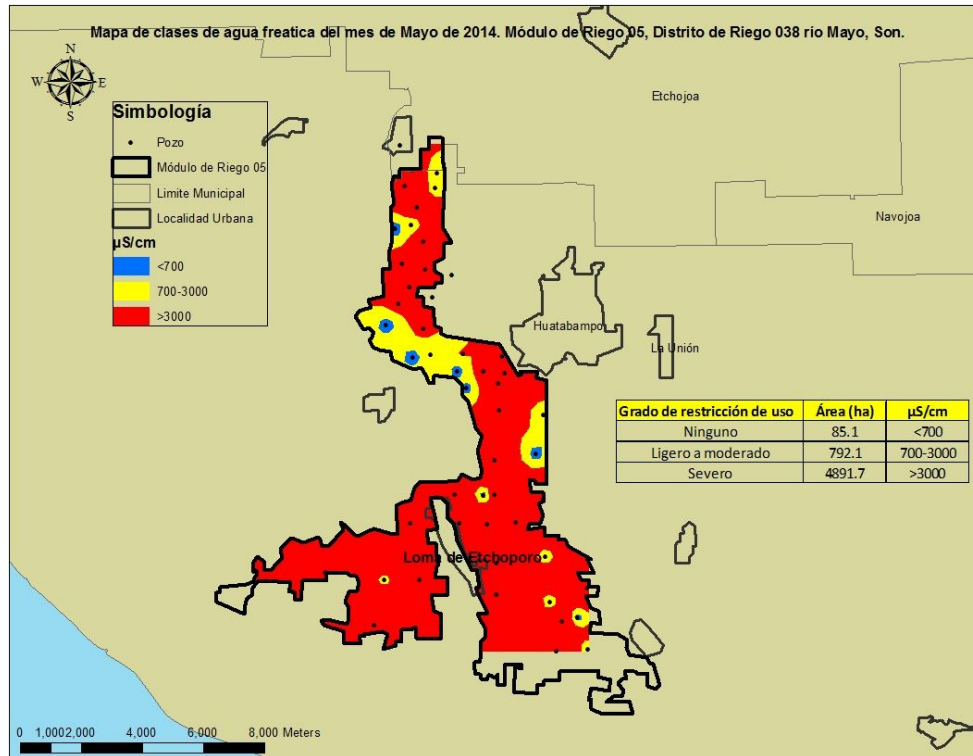 Mapa de clases de agua freatica del mes de Mayo de 2014. Módulo de Riego 05, Distrito de Riego 038 río Mayo, Son.
N
W E
S
Etchojoa
Simbología
Pozo
Módulo de Riego 05
Limite Municipal
Localidad Urbana
µS/cm
<700
700-3000
>3000
Navojoa
Huatabampo
La Unión
Grado de restricción de uso Área (ha) µS/cm
Ninguno 85.1 <700
Ligero a moderado 792.1 700-3000
Severo 4891.7 >3000
Loma de Etchoporo
0 1,0002,000 4,000 6,000 8,000 Meters